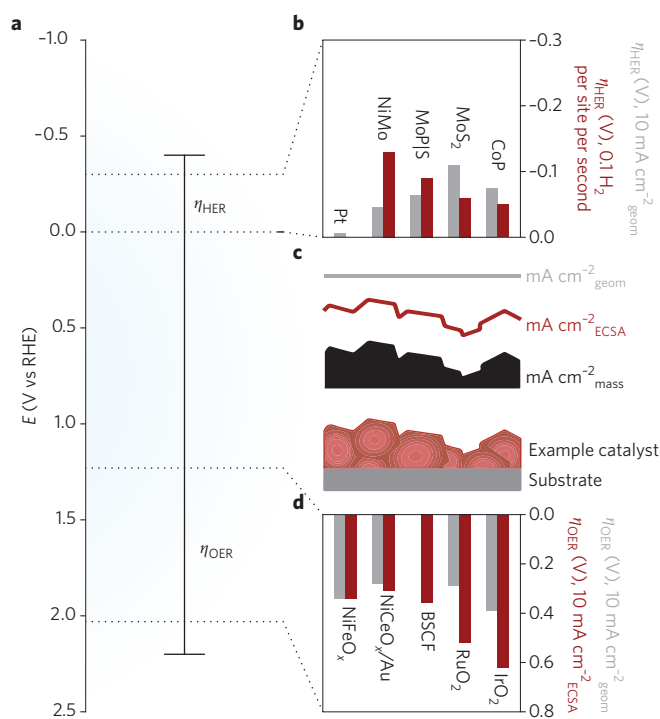 a
−1.0
−0.5
0.0
0.5
1.0
1.5
2.0
2.5
E (V vs RHE)
ηHER
ηOER
b
Pt
NiMo
MoP|S
MoS2
CoP
−0.3
−0.2
−0.1
0.0
ηHER (V), 0.1 H2
per site per second
ηHER (V), 10 mA cm−2geom
c
mA cm−2geom
mA cm−2ECSA
mA cm−2mass
Example catalyst
Substrate
d
NiFeOx
NiCeOx/Au
BSCF
RuO2
IrO2
0.0
0.2
0.4
0.6
0.8
ηOER (V), 10 mA cm−2ECSA
ηOER (V), 10 mA cm−2geom